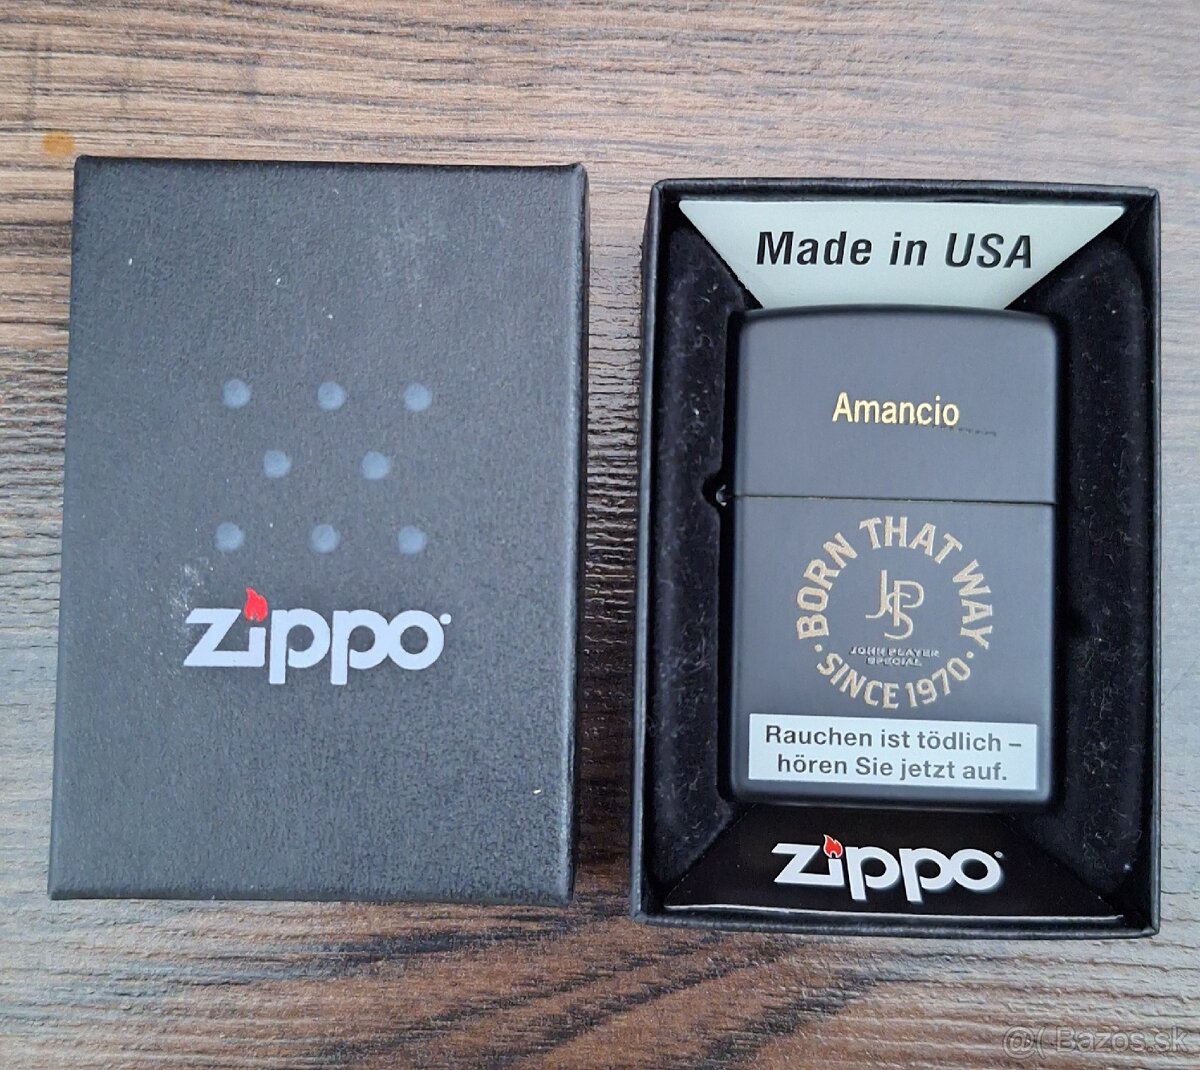 zippo
Made in USA
Amancio
BORN THAT WAY
JPS
JOHN PLAYER
SPECIAL
· SINCE 1970 ·
Rauchen ist tödlich –
hören Sie jetzt auf.
zippo
@( Bazos.sk